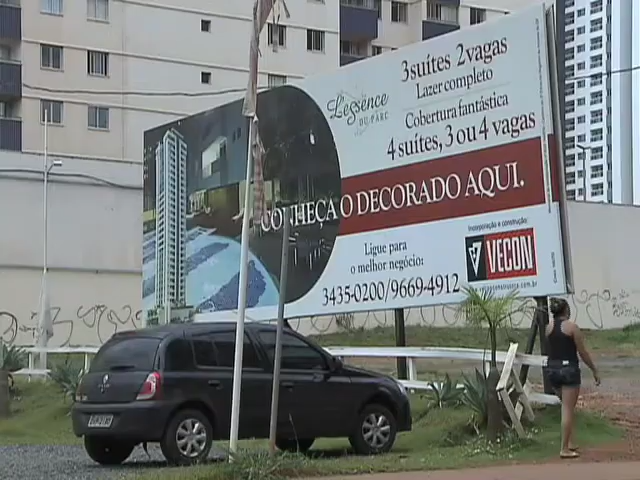 3suítes 2vagas
Lazer completo
L'essence
DU PARC
Cobertura fantástica
4 suítes, 3 ou 4 vagas
CONHEÇA O DECORADO AQUI.
Ligue para
o melhor negócio:
3435-0200/9669-4912
Incorporação e construção:
VECON